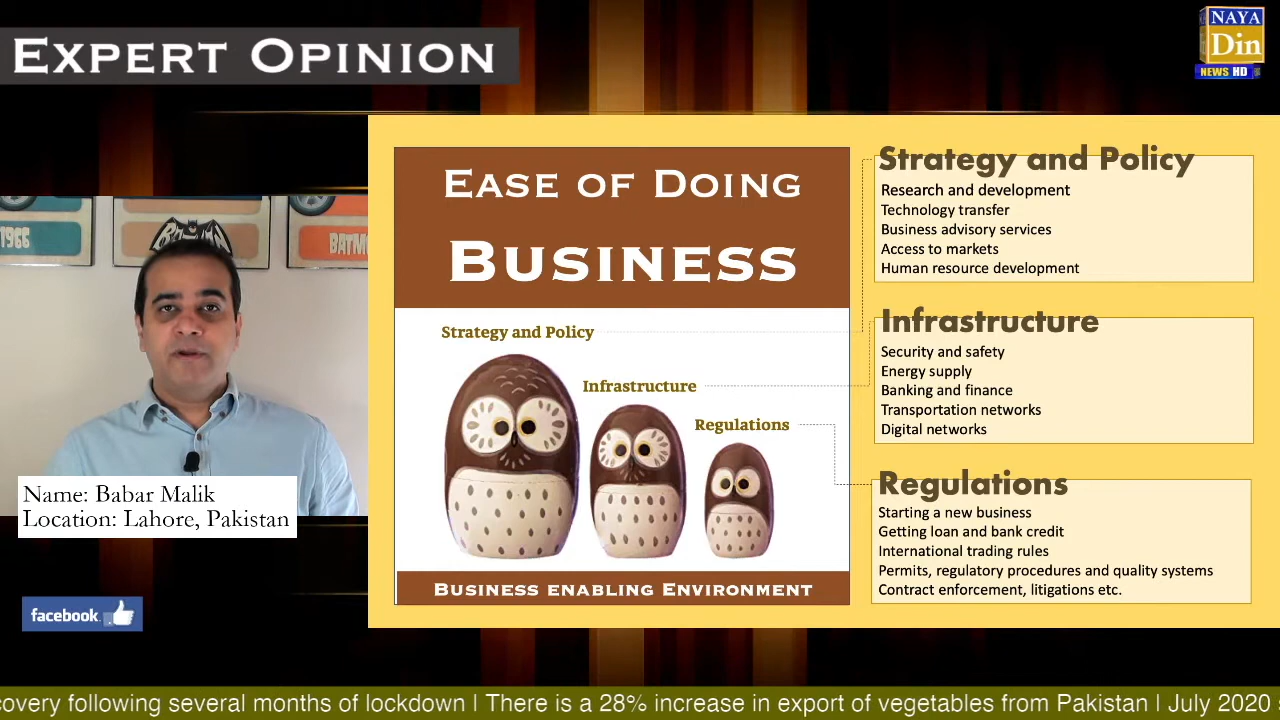 EXPERT OPINION
NAYA
Din
NEWS HD
1966
EASE OF DOING
BUSINESS
Strategy and Policy
Infrastructure
Regulations
BUSINESS ENABLING ENVIRONMENT
Strategy and Policy
Research and development
Technology transfer
Business advisory services
Access to markets
Human resource development
Infrastructure
Security and safety
Energy supply
Banking and finance
Transportation networks
Digital networks
Regulations
Starting a new business
Getting loan and bank credit
International trading rules
Permits, regulatory procedures and quality systems
Contract enforcement, litigations etc.
Name: Babar Malik
Location: Lahore, Pakistan
facebook
covery following several months of lockdown | There is a 28% increase in export of vegetables from Pakistan | July 2020